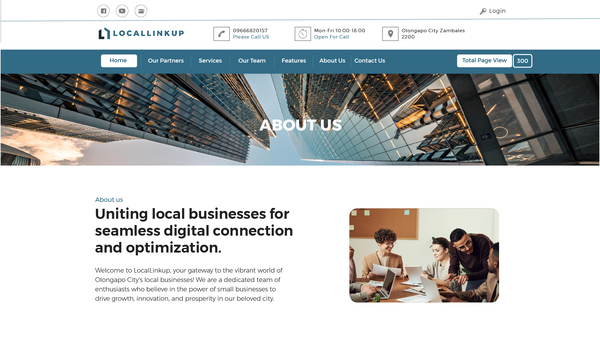 Login
LOCALLINKUP
09666820157
Please Call US
Mon-Fri 10.00-18:00
Open For Call
Olongapo City Zambales
2200
Home
Our Partners
Services
Our Team
Features
About Us
Contact Us
Total Page View
300
ABOUT US
About us
Uniting local businesses for
seamless digital connection
and optimization.
Welcome to LocalLinkup, your gateway to the vibrant world of
Olongapo City's local businesses! We are a dedicated team of
enthusiasts who believe in the power of small businesses to
drive growth, innovation, and prosperity in our beloved city.